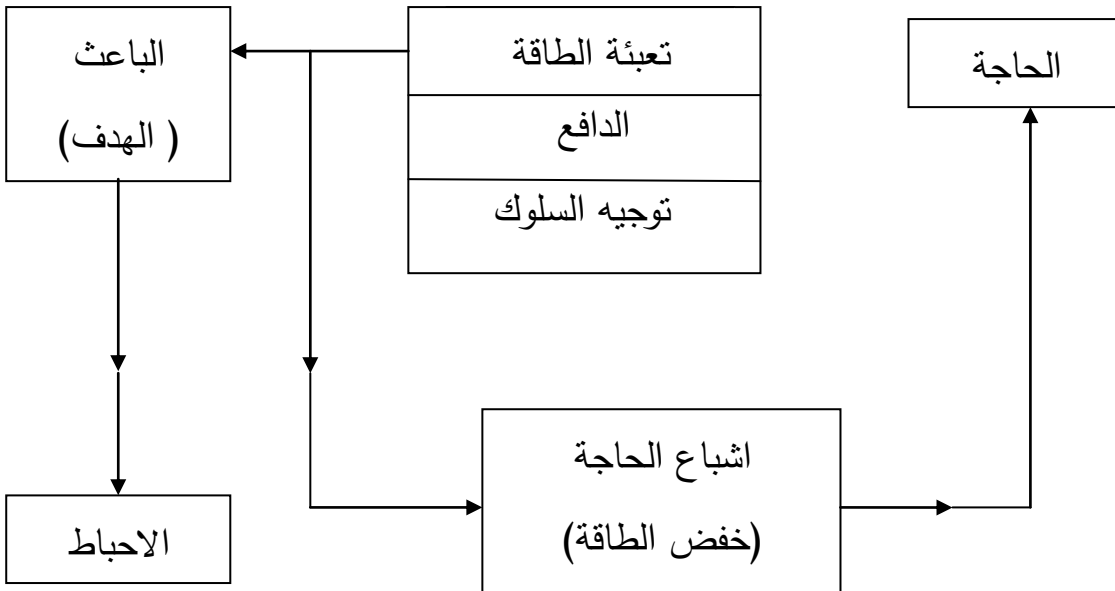 الحاجة
تعبئة الطاقة
الدافع
توجيه السلوك
الباعث
( الهدف)
اشباع الحاجة
(خفض الطاقة)
الاحباط